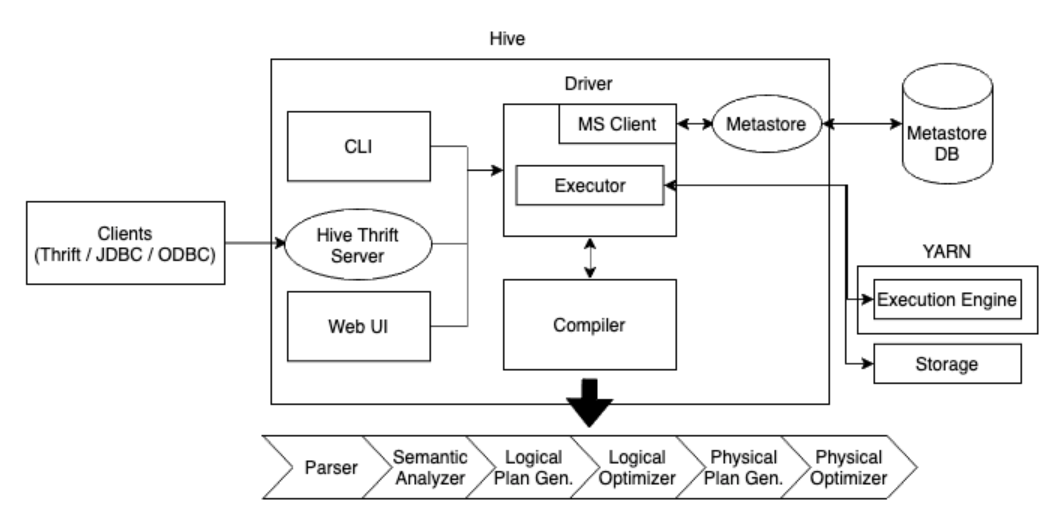 Hive
Driver
MS Client
Metastore
Metastore
DB
CLI
Executor
Clients
(Thrift / JDBC / ODBC)
Hive Thrift
Server
YARN
Execution Engine
Web UI
Compiler
Storage
Parser
Semantic
Analyzer
Logical
Plan Gen.
Logical
Optimizer
Physical
Plan Gen.
Physical
Optimizer